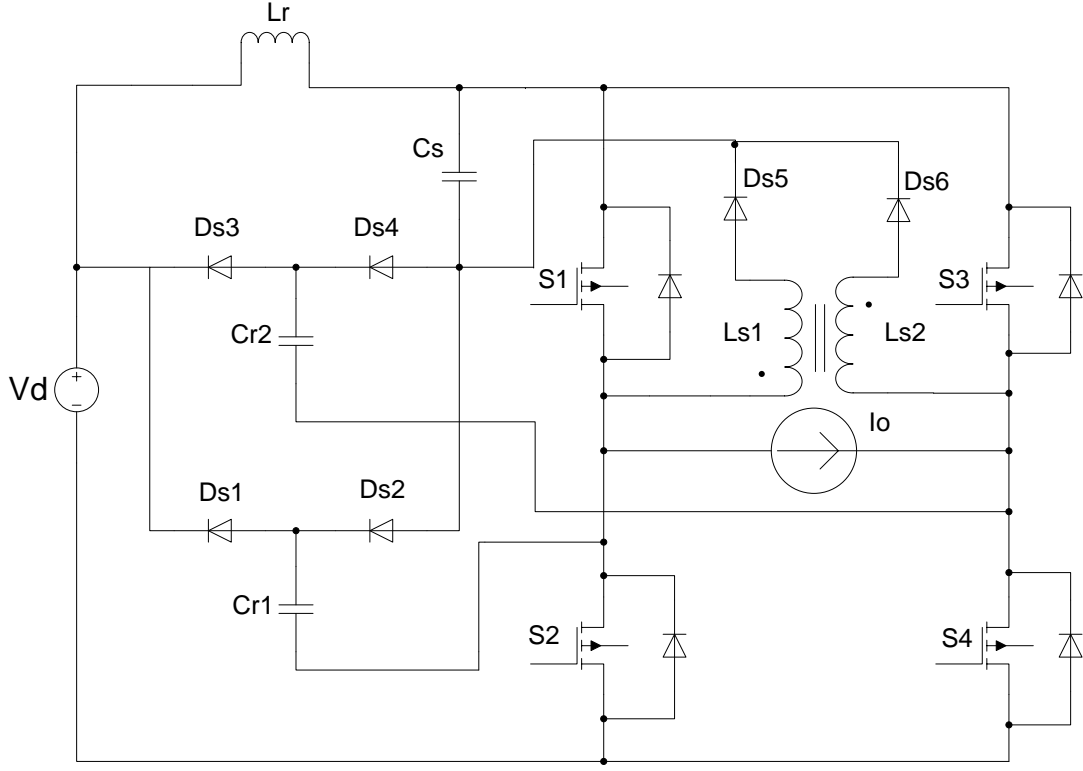 Lr
Cs
Ds5
Ds6
Ds3
Ds4
S1
S3
Cr2
Ls1
Ls2
Vd
+
−
Io
Ds1
Ds2
Cr1
S2
S4